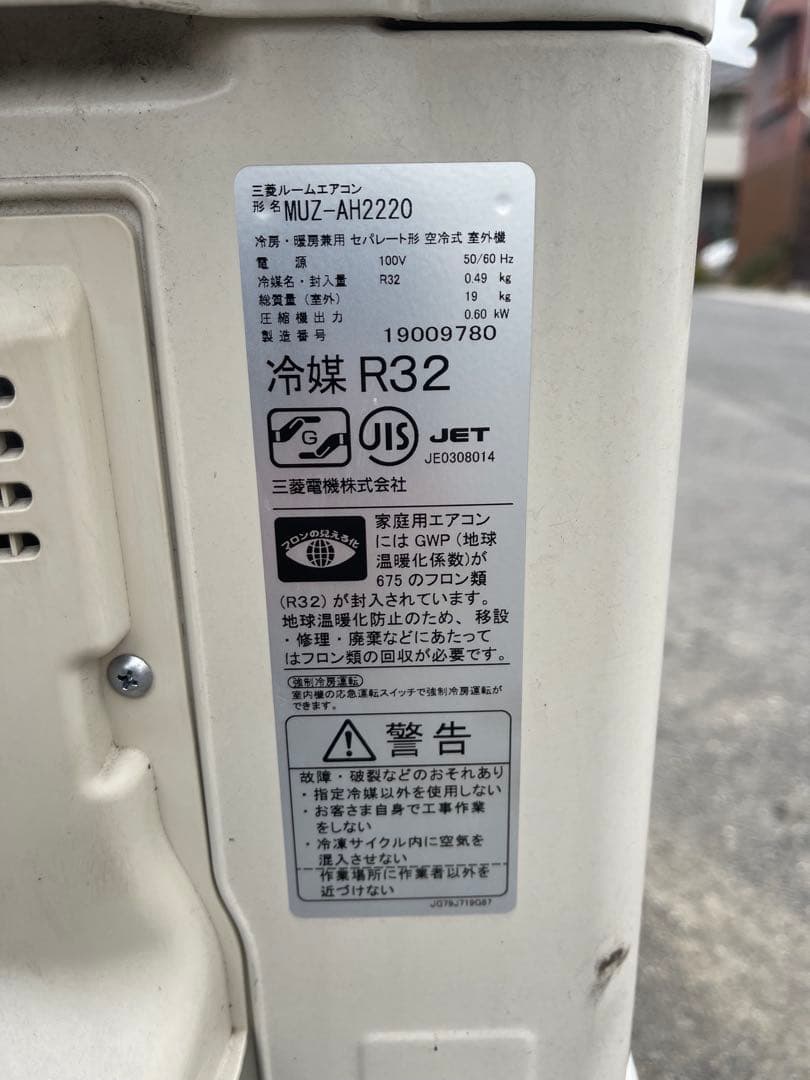 三菱ルームエアコン
形名 MUZ-AH2220
冷房・暖房兼用 セパレート形 空冷式 室外機
電源 100V 50/60 Hz
冷媒名・封入量 R32 0.49 kg
総質量（室外） 19 kg
圧縮機出力 0.60 kW
製造番号 19009780
冷媒 R32
G JIS JET
JE0308014
三菱電機株式会社
フロンの見える化
家庭用エアコン
には GWP（地球
温暖化係数)が
675 のフロン類
(R32) が封入されています。
地球温暖化防止のため、移設
・修理・廃棄などにあたって
はフロン類の回収が必要です。
強制冷房運転
室内機の応急運転スイッチで強制冷房運転が
できます。
警告
故障・破裂などのおそれあり
・指定冷媒以外を使用しない
・お客さま自身で工事作業
をしない
・冷凍サイクル内に空気を
混入させない
作業場所に作業者以外を
近づけない
JG79J719G87